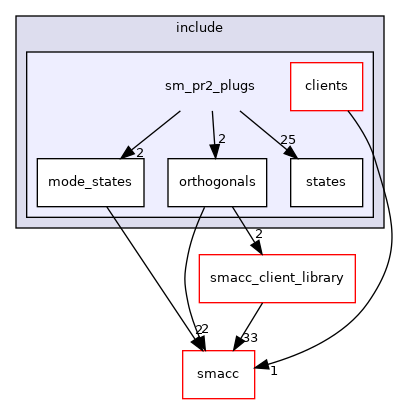 include
sm_pr2_plugs
clients
2
2
25
mode_states
orthogonals
states
2
smacc_client_library
2
2
33
1
smacc